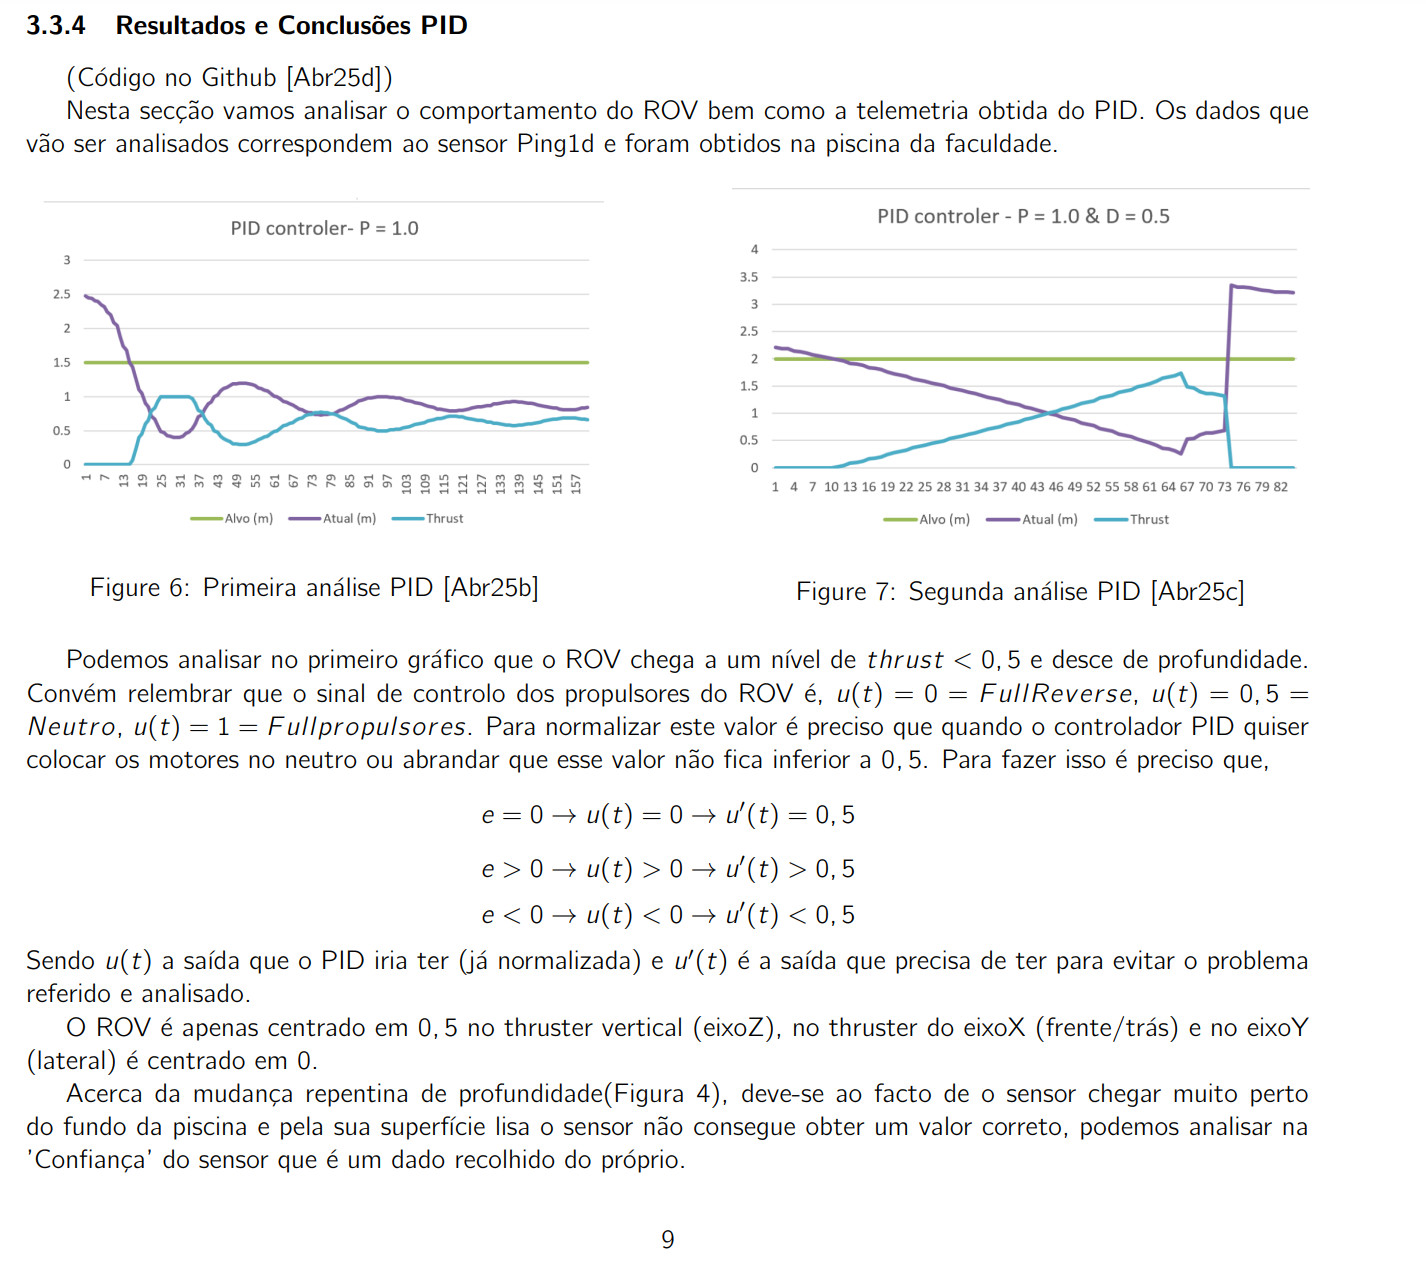 3.3.4 Resultados e Conclusões PID
(Código no Github [Abr25d])
Nesta secção vamos analisar o comportamento do ROV bem como a telemetria obtida do PID. Os dados que
vão ser analisados correspondem ao sensor Ping1d e foram obtidos na piscina da faculdade.
PID controler- P = 1.0
3
2.5
2
1.5
1
0.5
0
1 7 13 19 25 31 37 43 49 55 61 67 73 79 85 91 97 103 109 115 121 127 133 139 145 151 157
Alvo (m) Atual (m) Thrust
Figure 6: Primeira análise PID [Abr25b]
PID controler - P = 1.0 & D = 0.5
4
3.5
3
2.5
2
1.5
1
0.5
0
1 4 7 10 13 16 19 22 25 28 31 34 37 40 43 46 49 52 55 58 61 64 67 70 73 76 79 82
Alvo (m) Atual (m) Thrust
Figure 7: Segunda análise PID [Abr25c]
Podemos analisar no primeiro gráfico que o ROV chega a um nível de thrust < 0, 5 e desce de profundidade.
Convém relembrar que o sinal de controlo dos propulsores do ROV é, u(t) = 0 = FullReverse, u(t) = 0, 5 =
Neutro, u(t) = 1 = Fullpropulsores. Para normalizar este valor é preciso que quando o controlador PID quiser
colocar os motores no neutro ou abrandar que esse valor não fica inferior a 0, 5. Para fazer isso é preciso que,
e = 0 → u(t) = 0 → u′(t) = 0, 5
e > 0 → u(t) > 0 → u′(t) > 0, 5
e < 0 → u(t) < 0 → u′(t) < 0, 5
Sendo u(t) a saída que o PID iria ter (já normalizada) e u′(t) é a saída que precisa de ter para evitar o problema
referido e analisado.
O ROV é apenas centrado em 0, 5 no thruster vertical (eixoZ), no thruster do eixoX (frente/trás) e no eixoY
(lateral) é centrado em 0.
Acerca da mudança repentina de profundidade(Figura 4), deve-se ao facto de o sensor chegar muito perto
do fundo da piscina e pela sua superfície lisa o sensor não consegue obter um valor correto, podemos analisar na
'Confiança' do sensor que é um dado recolhido do próprio.
9